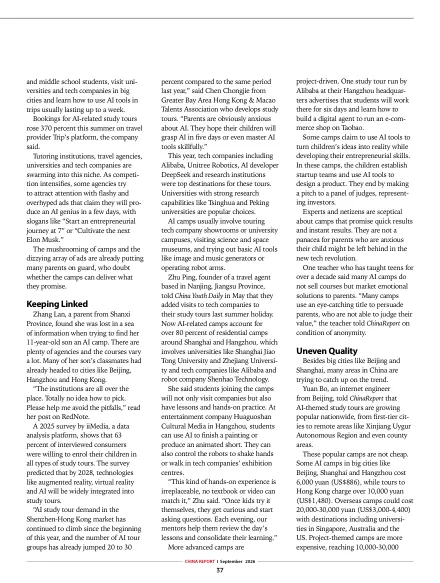 and middle school students, visit uni-
versities and tech companies in big
cities and learn how to use AI tools in
trips usually lasting up to a week.
Bookings for AI-related study tours
rose 370 percent this summer on travel
provider Trip's platform, the company
said.
Tutoring institutions, travel agencies,
universities and tech companies are
swarming into this niche. As competi-
tion intensifies, some agencies try
to attract attention with flashy and
overhyped ads that claim they will pro-
duce an AI genius in a few days, with
slogans like "Start an entrepreneurial
journey at 7" or "Cultivate the next
Elon Musk."
The mushrooming of camps and the
dizzying array of ads are already putting
many parents on guard, who doubt
whether the camps can deliver what
they promise.
Keeping Linked
Zhang Lan, a parent from Shanxi
Province, found she was lost in a sea
of information when trying to find her
11-year-old son an AI camp. There are
plenty of agencies and the courses vary
a lot. Many of her son's classmates had
already headed to cities like Beijing,
Hangzhou and Hong Kong.
"The institutions are all over the
place. Totally no idea how to pick.
Please help me avoid the pitfalls," read
her post on RedNote.
A 2025 survey by iiMedia, a data
analysis platform, shows that 63
percent of interviewed consumers
were willing to enrol their children in
all types of study tours. The survey
predicted that by 2028, technologies
like augmented reality, virtual reality
and AI will be widely integrated into
study tours.
"AI study tour demand in the
Shenzhen-Hong Kong market has
continued to climb since the beginning
of this year, and the number of AI tour
groups has already jumped 20 to 30
percent compared to the same period
last year," said Chen Chongjie from
Greater Bay Area Hong Kong & Macao
Talents Association who develops study
tours. "Parents are obviously anxious
about AI. They hope their children will
grasp AI in five days or even master AI
tools skillfully."
This year, tech companies including
Alibaba, Unitree Robotics, AI developer
DeepSeek and research institutions
were top destinations for these tours.
Universities with strong research
capabilities like Tsinghua and Peking
universities are popular choices.
AI camps usually involve touring
tech company showrooms or university
campuses, visiting science and space
museums, and trying out basic AI tools
like image and music generators or
operating robot arms.
Zhu Ping, founder of a travel agent
based in Nanjing, Jiangsu Province,
told China Youth Daily in May that they
added visits to tech companies to
their study tours last summer holiday.
Now AI-related camps account for
over 80 percent of residential camps
around Shanghai and Hangzhou, which
involves universities like Shanghai Jiao
Tong University and Zhejiang Universi-
ty and tech companies like Alibaba and
robot company Shenhao Technology.
She said students joining the camps
will not only visit companies but also
have lessons and hands-on practice. At
entertainment company Huaguoshan
Cultural Media in Hangzhou, students
can use AI to finish a painting or
produce an animated short. They can
also control the robots to shake hands
or walk in tech companies' exhibition
centres.
"This kind of hands-on experience is
irreplaceable, no textbook or video can
match it," Zhu said. "Once kids try it
themselves, they get curious and start
asking questions. Each evening, our
mentors help them review the day's
lessons and consolidate their learning."
More advanced camps are
project-driven. One study tour run by
Alibaba at their Hangzhou headquar-
ters advertises that students will work
there for six days and learn how to
build a digital agent to run an e-com-
merce shop on Taobao.
Some camps claim to use AI tools to
turn children's ideas into reality while
developing their entrepreneurial skills.
In these camps, the children establish
startup teams and use AI tools to
design a product. They end by making
a pitch to a panel of judges, represent-
ing investors.
Experts and netizens are sceptical
about camps that promise quick results
and instant results. They are not a
panacea for parents who are anxious
their child might be left behind in the
new tech revolution.
One teacher who has taught teens for
over a decade said many AI camps do
not sell courses but market emotional
solutions to parents. "Many camps
use an eye-catching title to persuade
parents, who are not able to judge their
value," the teacher told ChinaReport on
condition of anonymity.
Uneven Quality
Besides big cities like Beijing and
Shanghai, many areas in China are
trying to catch up on the trend.
Yuan Bo, an internet engineer
from Beijing, told ChinaReport that
AI-themed study tours are growing
popular nationwide, from first-tier cit-
ies to remote areas like Xinjiang Uygur
Autonomous Region and even county
areas.
These popular camps are not cheap.
Some AI camps in big cities like
Beijing, Shanghai and Hangzhou cost
6,000 yuan (US$886), while tours to
Hong Kong charge over 10,000 yuan
(US$1,480). Overseas camps could cost
20,000-30,000 yuan (US$3,000-4,400)
with destinations including universi-
ties in Singapore, Australia and the
US. Project-themed camps are more
expensive, reaching 10,000-30,000
CHINA REPORT | September 2026
37